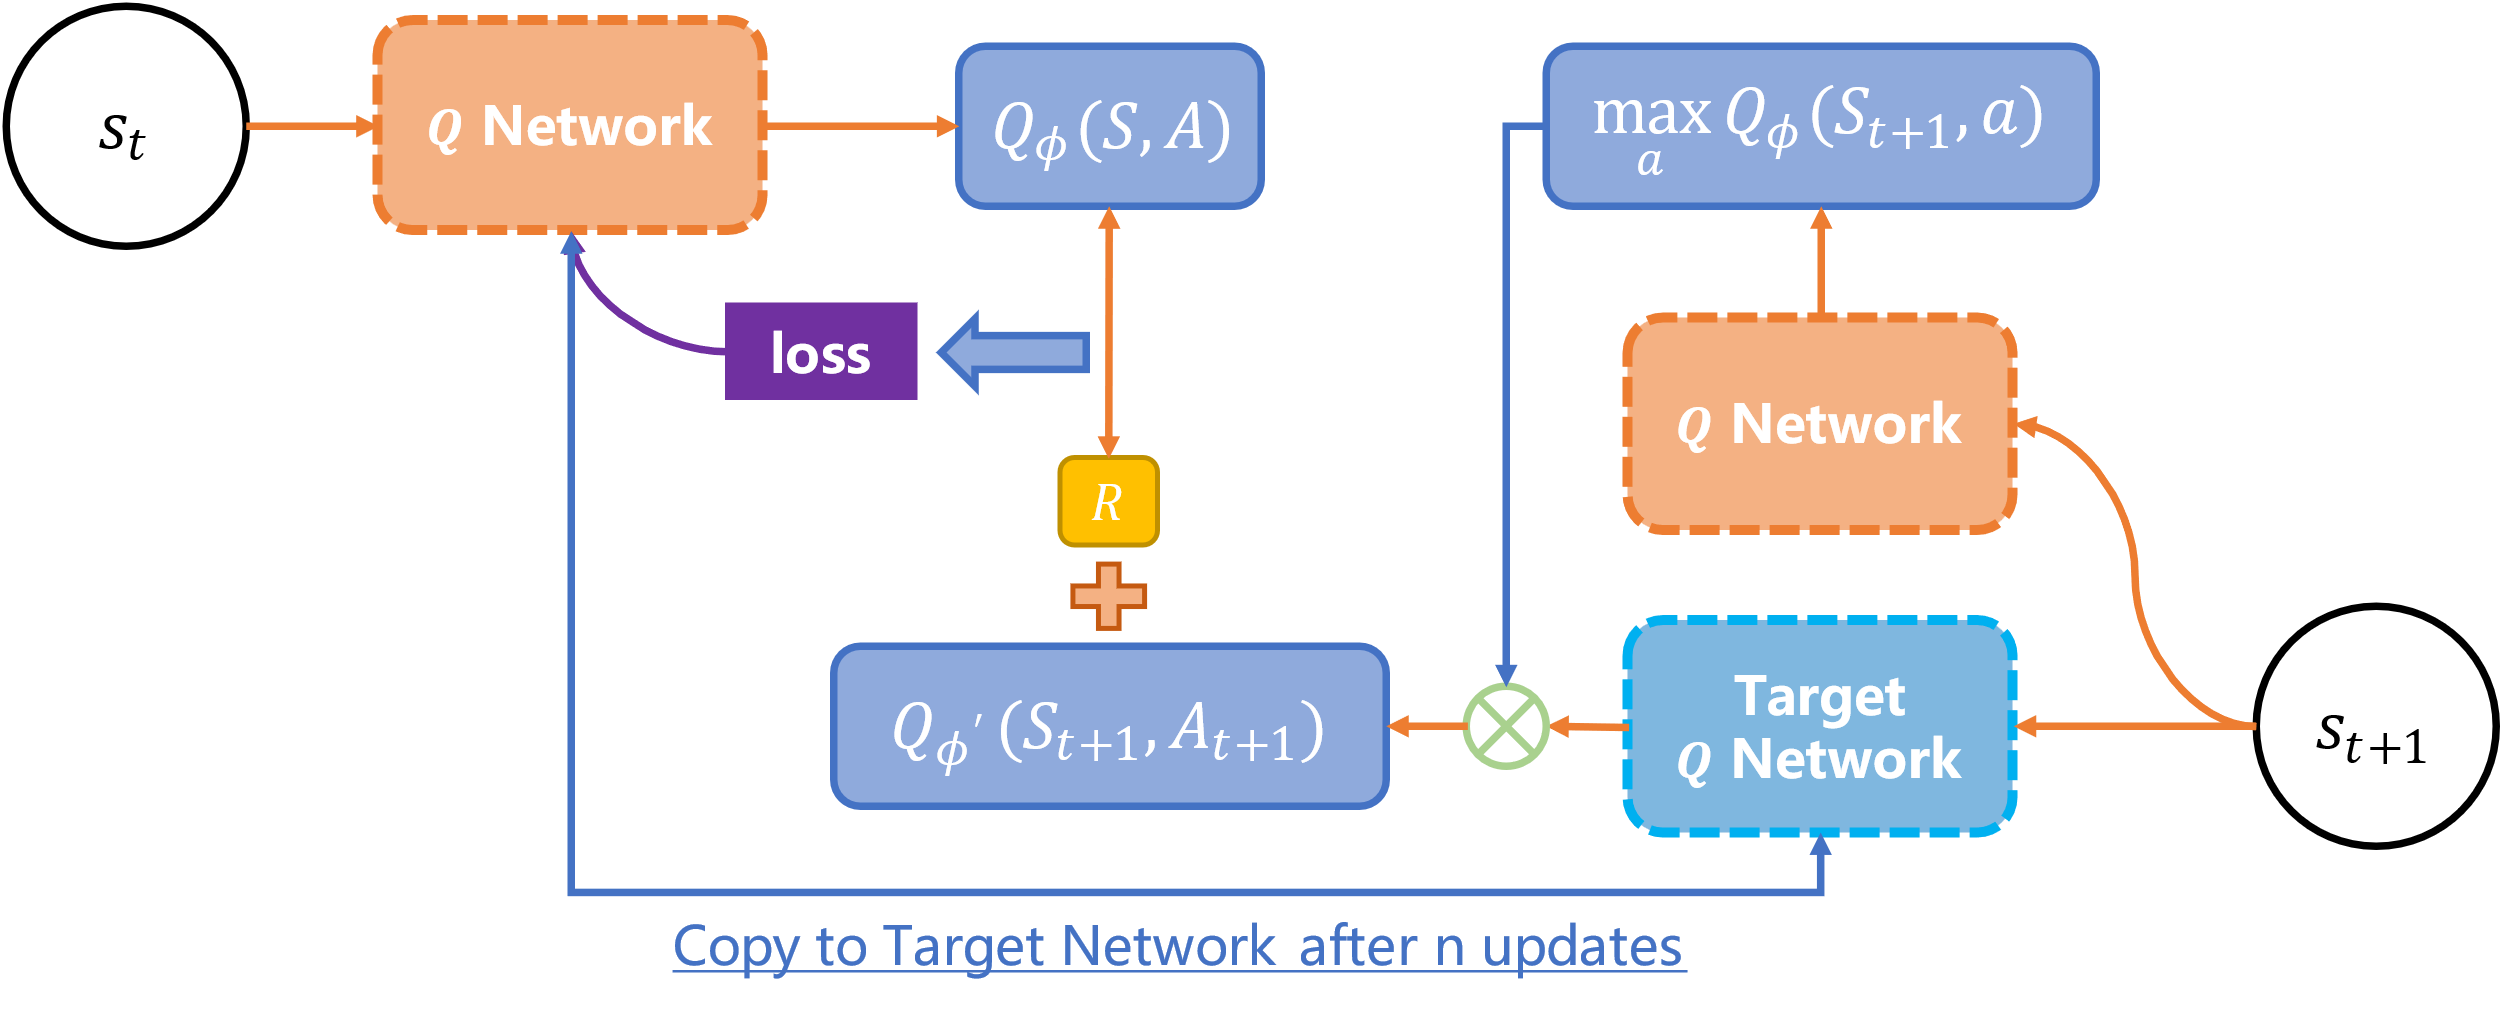 s_t
Q Network
Q_ϕ(S, A)
max_a Q_ϕ(S_{t+1}, a)
loss
Q Network
R
Target
Q Network
Q_ϕ′(S_{t+1}, A_{t+1})
s_{t+1}
Copy to Target Network after n updates